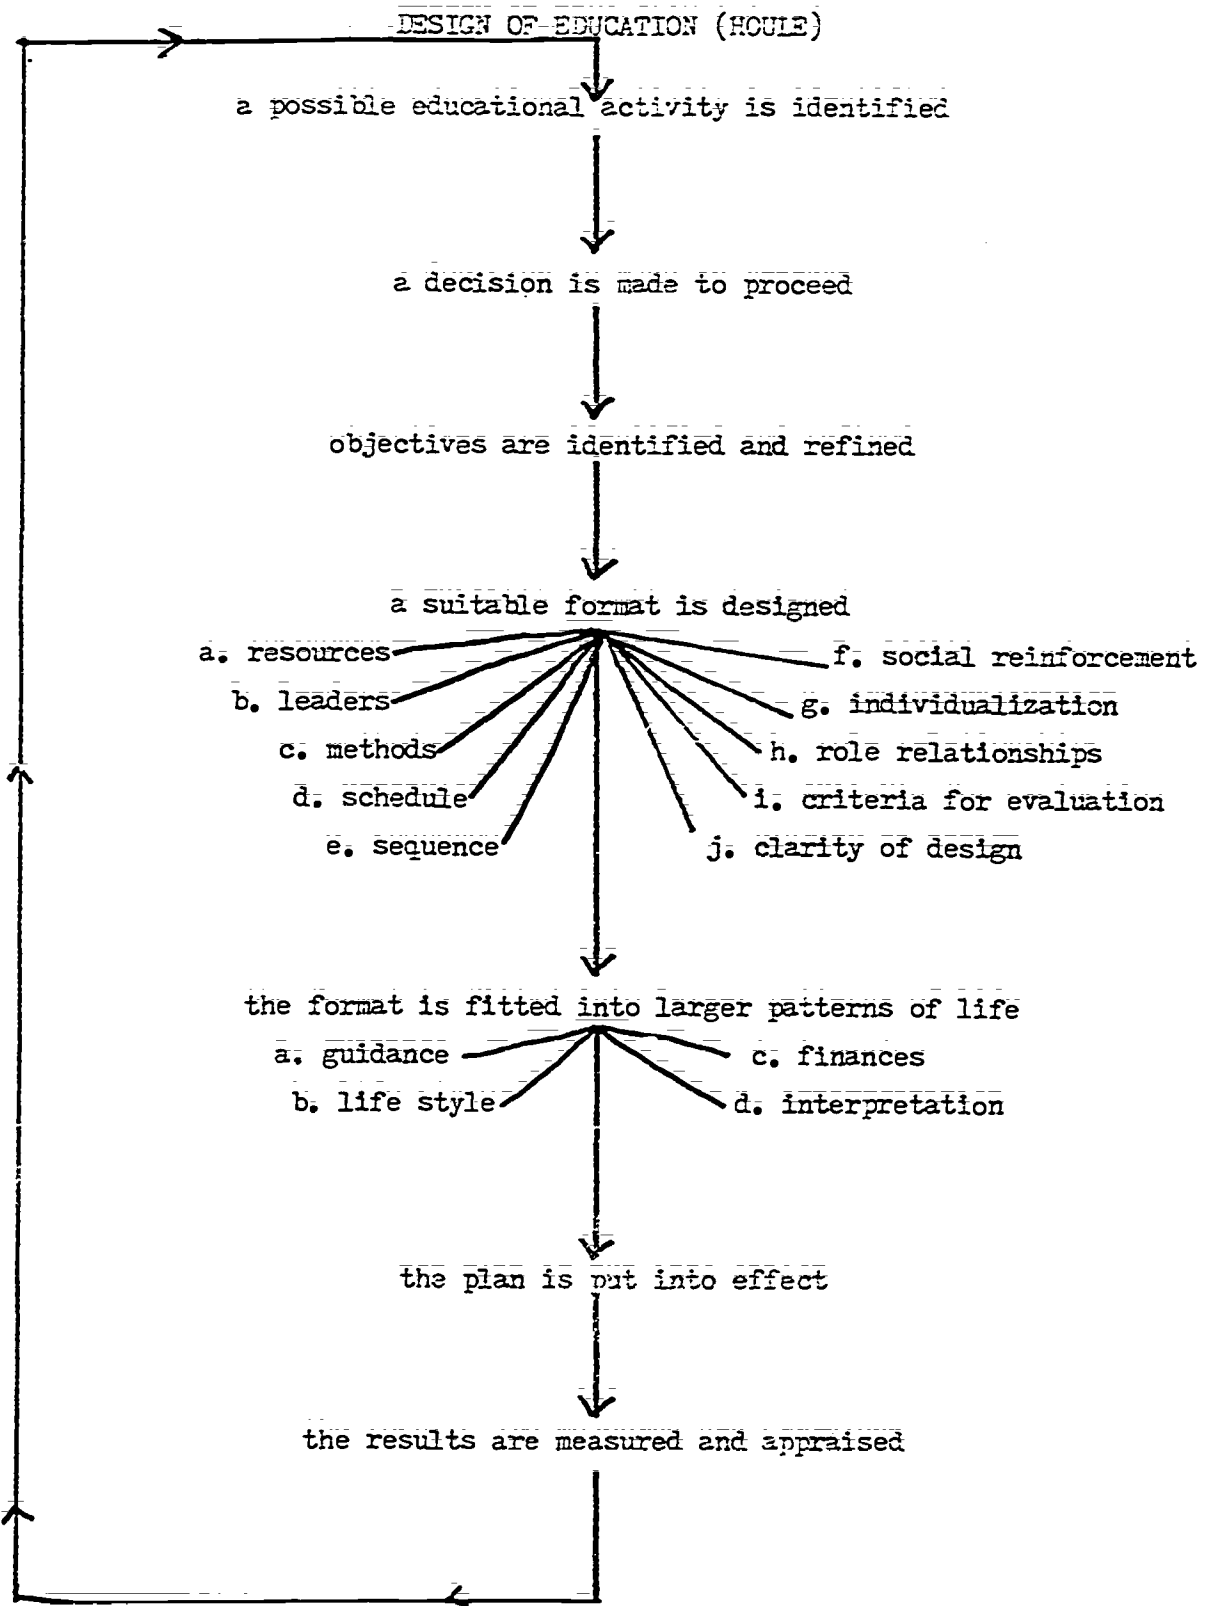 DESIGN OF EDUCATION (HOULE)
a possible educational activity is identified
a decision is made to proceed
objectives are identified and refined
a suitable format is designed
a. resources
b. leaders
c. methods
d. schedule
e. sequence
f. social reinforcement
g. individualization
h. role relationships
i. criteria for evaluation
j. clarity of design
the format is fitted into larger patterns of life
a. guidance
b. life style
c. finances
d. interpretation
the plan is put into effect
the results are measured and appraised